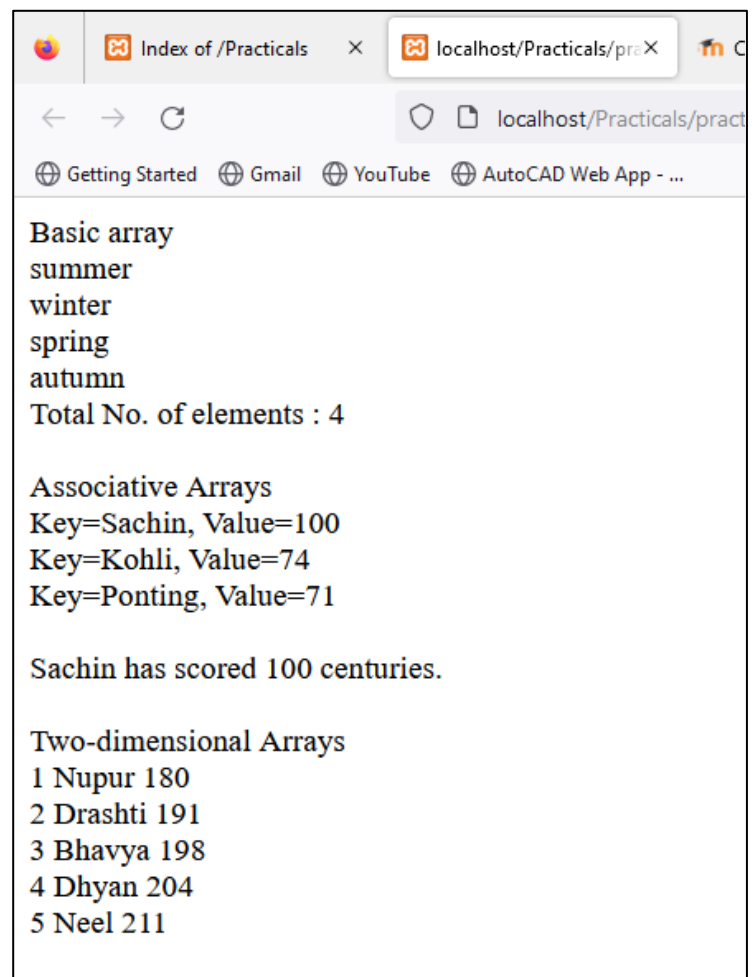 Index of /Practicals
localhost/Practicals/pra
C
localhost/Practicals/pract
Getting Started Gmail YouTube AutoCAD Web App - ...
Basic array
summer
winter
spring
autumn
Total No. of elements : 4
Associative Arrays
Key=Sachin, Value=100
Key=Kohli, Value=74
Key=Ponting, Value=71
Sachin has scored 100 centuries.
Two-dimensional Arrays
1 Nupur 180
2 Drashti 191
3 Bhavya 198
4 Dhyan 204
5 Neel 211